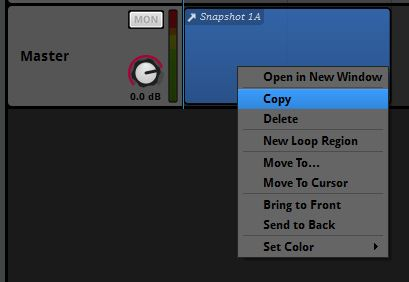 MON
Snapshot 1A
Master
0.0 dB
Open in New Window
Copy
Delete
New Loop Region
Move To...
Move To Cursor
Bring to Front
Send to Back
Set Color